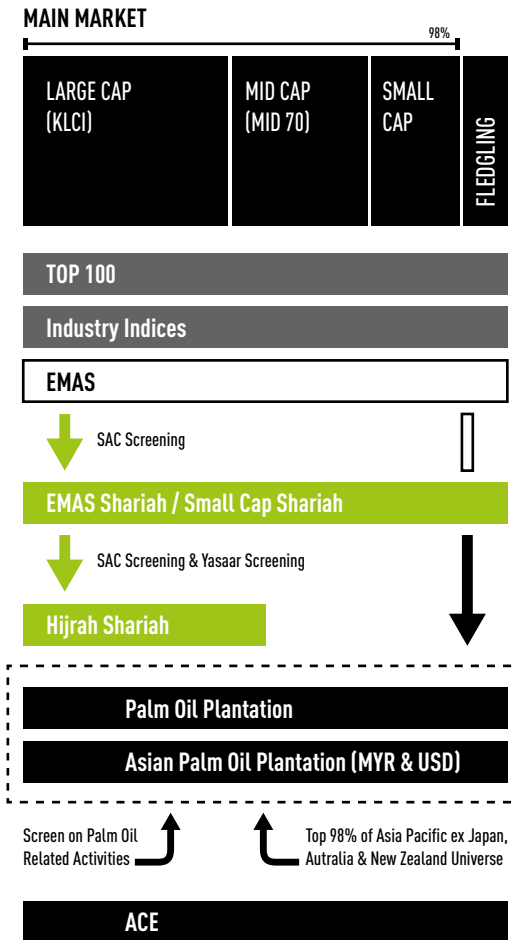 MAIN MARKET
98%
LARGE CAP
(KLCI)
MID CAP
(MID 70)
SMALL
CAP
FLEDGLING
TOP 100
Industry Indices
EMAS
SAC Screening
EMAS Shariah / Small Cap Shariah
SAC Screening & Yasaar Screening
Hijrah Shariah
Palm Oil Plantation
Asian Palm Oil Plantation (MYR & USD)
Screen on Palm Oil
Related Activities
Top 98% of Asia Pacific ex Japan,
Autralia & New Zealand Universe
ACE